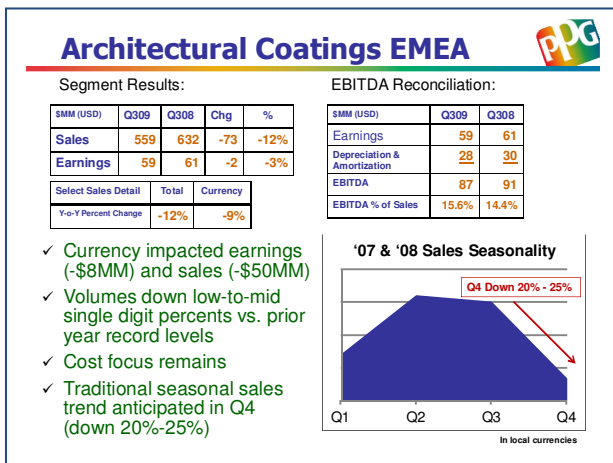 Architectural Coatings EMEA
PPG
Segment Results:
$MM (USD) Q309 Q308 Chg %
Sales 559 632 -73 -12%
Earnings 59 61 -2 -3%
Select Sales Detail Total Currency
Y-o-Y Percent Change -12% -9%
EBITDA Reconciliation:
$MM (USD) Q309 Q308
Earnings 59 61
Depreciation &
Amortization 28 30
EBITDA 87 91
EBITDA % of Sales 15.6% 14.4%
✓ Currency impacted earnings
(-$8MM) and sales (-$50MM)
✓ Volumes down low-to-mid
single digit percents vs. prior
year record levels
✓ Cost focus remains
✓ Traditional seasonal sales
trend anticipated in Q4
(down 20%-25%)
‘07 & ‘08 Sales Seasonality
Q4 Down 20% - 25%
Q1 Q2 Q3 Q4
In local currencies